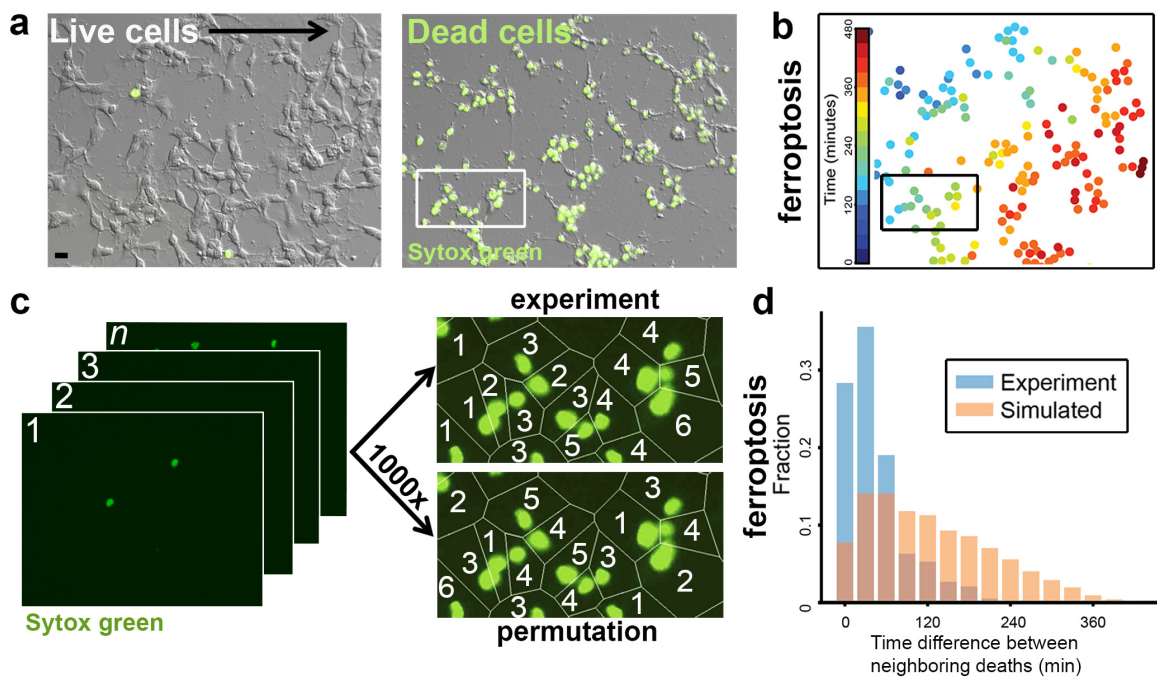 a
Live cells
Dead cells
Sytox green
b
ferroptosis
Time (minutes)
0
120
240
360
480
c
1
2
3
n
Sytox green
1000x
experiment
1
3
4
4
2
2
5
1
3
3
4
6
1
3
5
4
permutation
2
5
3
1
4
1
4
3
4
5
3
2
6
3
4
1
d
ferroptosis
Fraction
0
0.1
0.2
0.3
Experiment
Simulated
0
120
240
360
Time difference between
neighboring deaths (min)